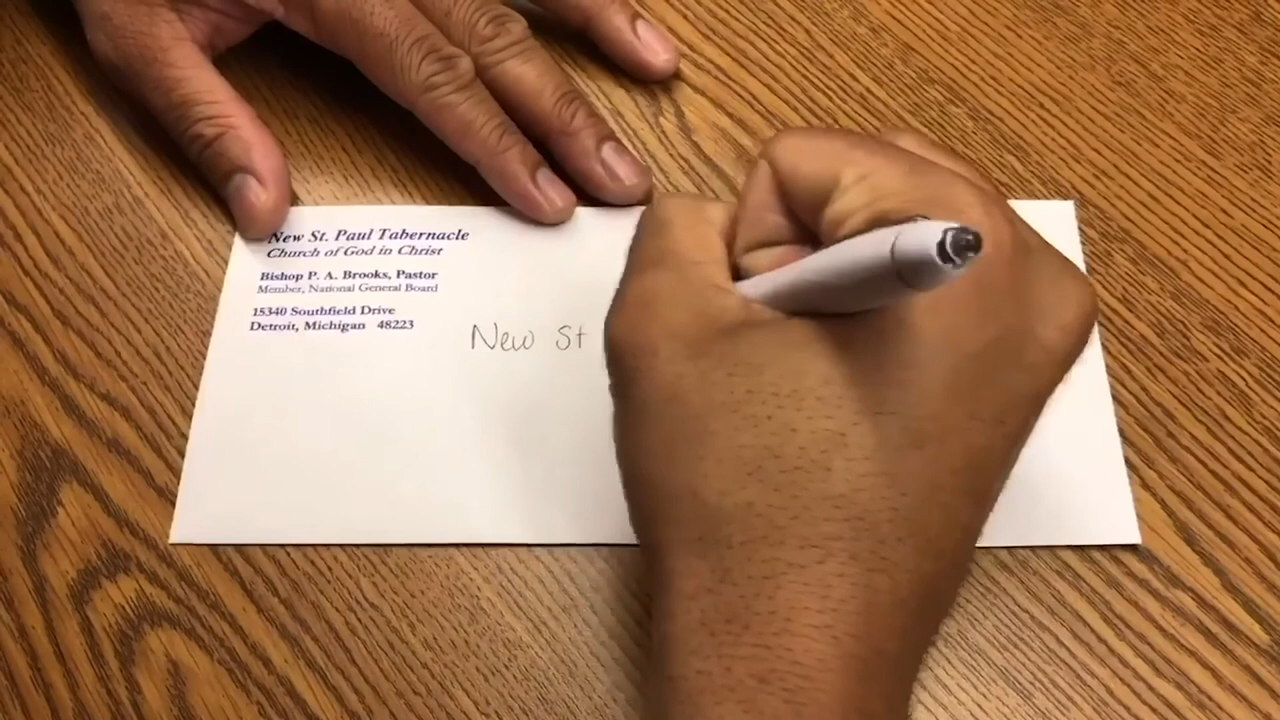 New St. Paul Tabernacle
Church of God in Christ
Bishop P. A. Brooks, Pastor
Member, National General Board
15340 Southfield Drive
Detroit, Michigan 48223
New St